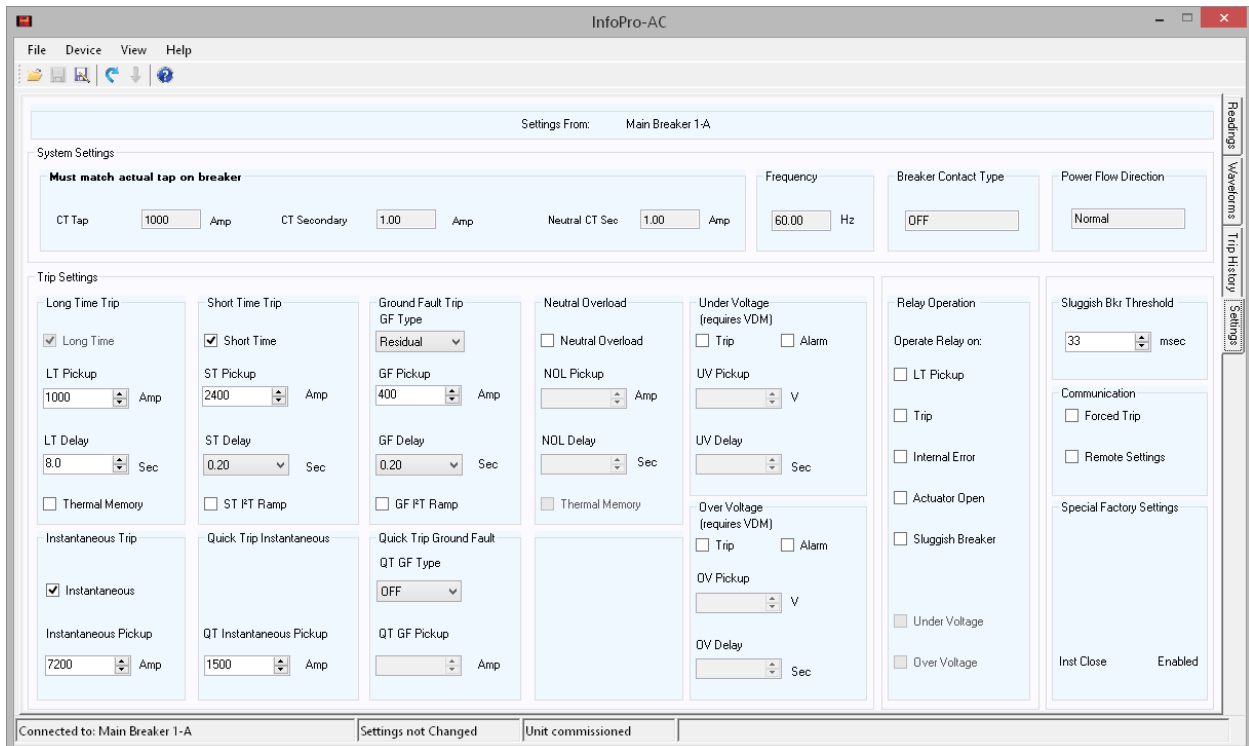 InfoPro-AC
File Device View Help
Settings From: Main Breaker 1-A
System Settings
Must match actual tap on breaker
CT Tap 1000 Amp CT Secondary 1.00 Amp Neutral CT Sec 1.00 Amp
Frequency
60.00 Hz
Breaker Contact Type
OFF
Power Flow Direction
Normal
Trip Settings
Long Time Trip
Long Time
LT Pickup
1000 Amp
LT Delay
8.0 Sec
Thermal Memory
Short Time Trip
Short Time
ST Pickup
2400 Amp
ST Delay
0.20 Sec
ST I²T Ramp
Ground Fault Trip
GF Type
Residual
GF Pickup
400 Amp
GF Delay
0.20 Sec
GF I²T Ramp
Neutral Overload
Neutral Overload
NOL Pickup
Amp
NOL Delay
Sec
Thermal Memory
Under Voltage
(requires VDM)
Trip Alarm
UV Pickup
V
UV Delay
Sec
Instantaneous Trip
Instantaneous
Instantaneous Pickup
7200 Amp
Quick Trip Instantaneous
QT Instantaneous Pickup
1500 Amp
Quick Trip Ground Fault
QT GF Type
OFF
QT GF Pickup
Amp
Over Voltage
(requires VDM)
Trip Alarm
OV Pickup
V
OV Delay
Sec
Relay Operation
Operate Relay on:
LT Pickup
Trip
Internal Error
Actuator Open
Sluggish Breaker
Under Voltage
Over Voltage
Sluggish Bkr Threshold
33 msec
Communication
Forced Trip
Remote Settings
Special Factory Settings
Inst Close Enabled
Readings
Waveforms
Trip History
Settings
Connected to: Main Breaker 1-A Settings not Changed Unit commissioned